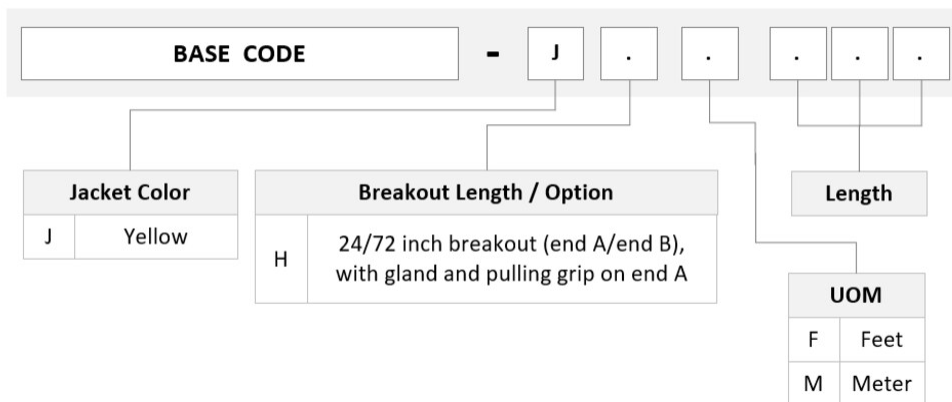 BASE CODE - J . . . . .
Jacket Color
J Yellow
Breakout Length / Option
H 24/72 inch breakout (end A/end B),
with gland and pulling grip on end A
Length
UOM
F Feet
M Meter